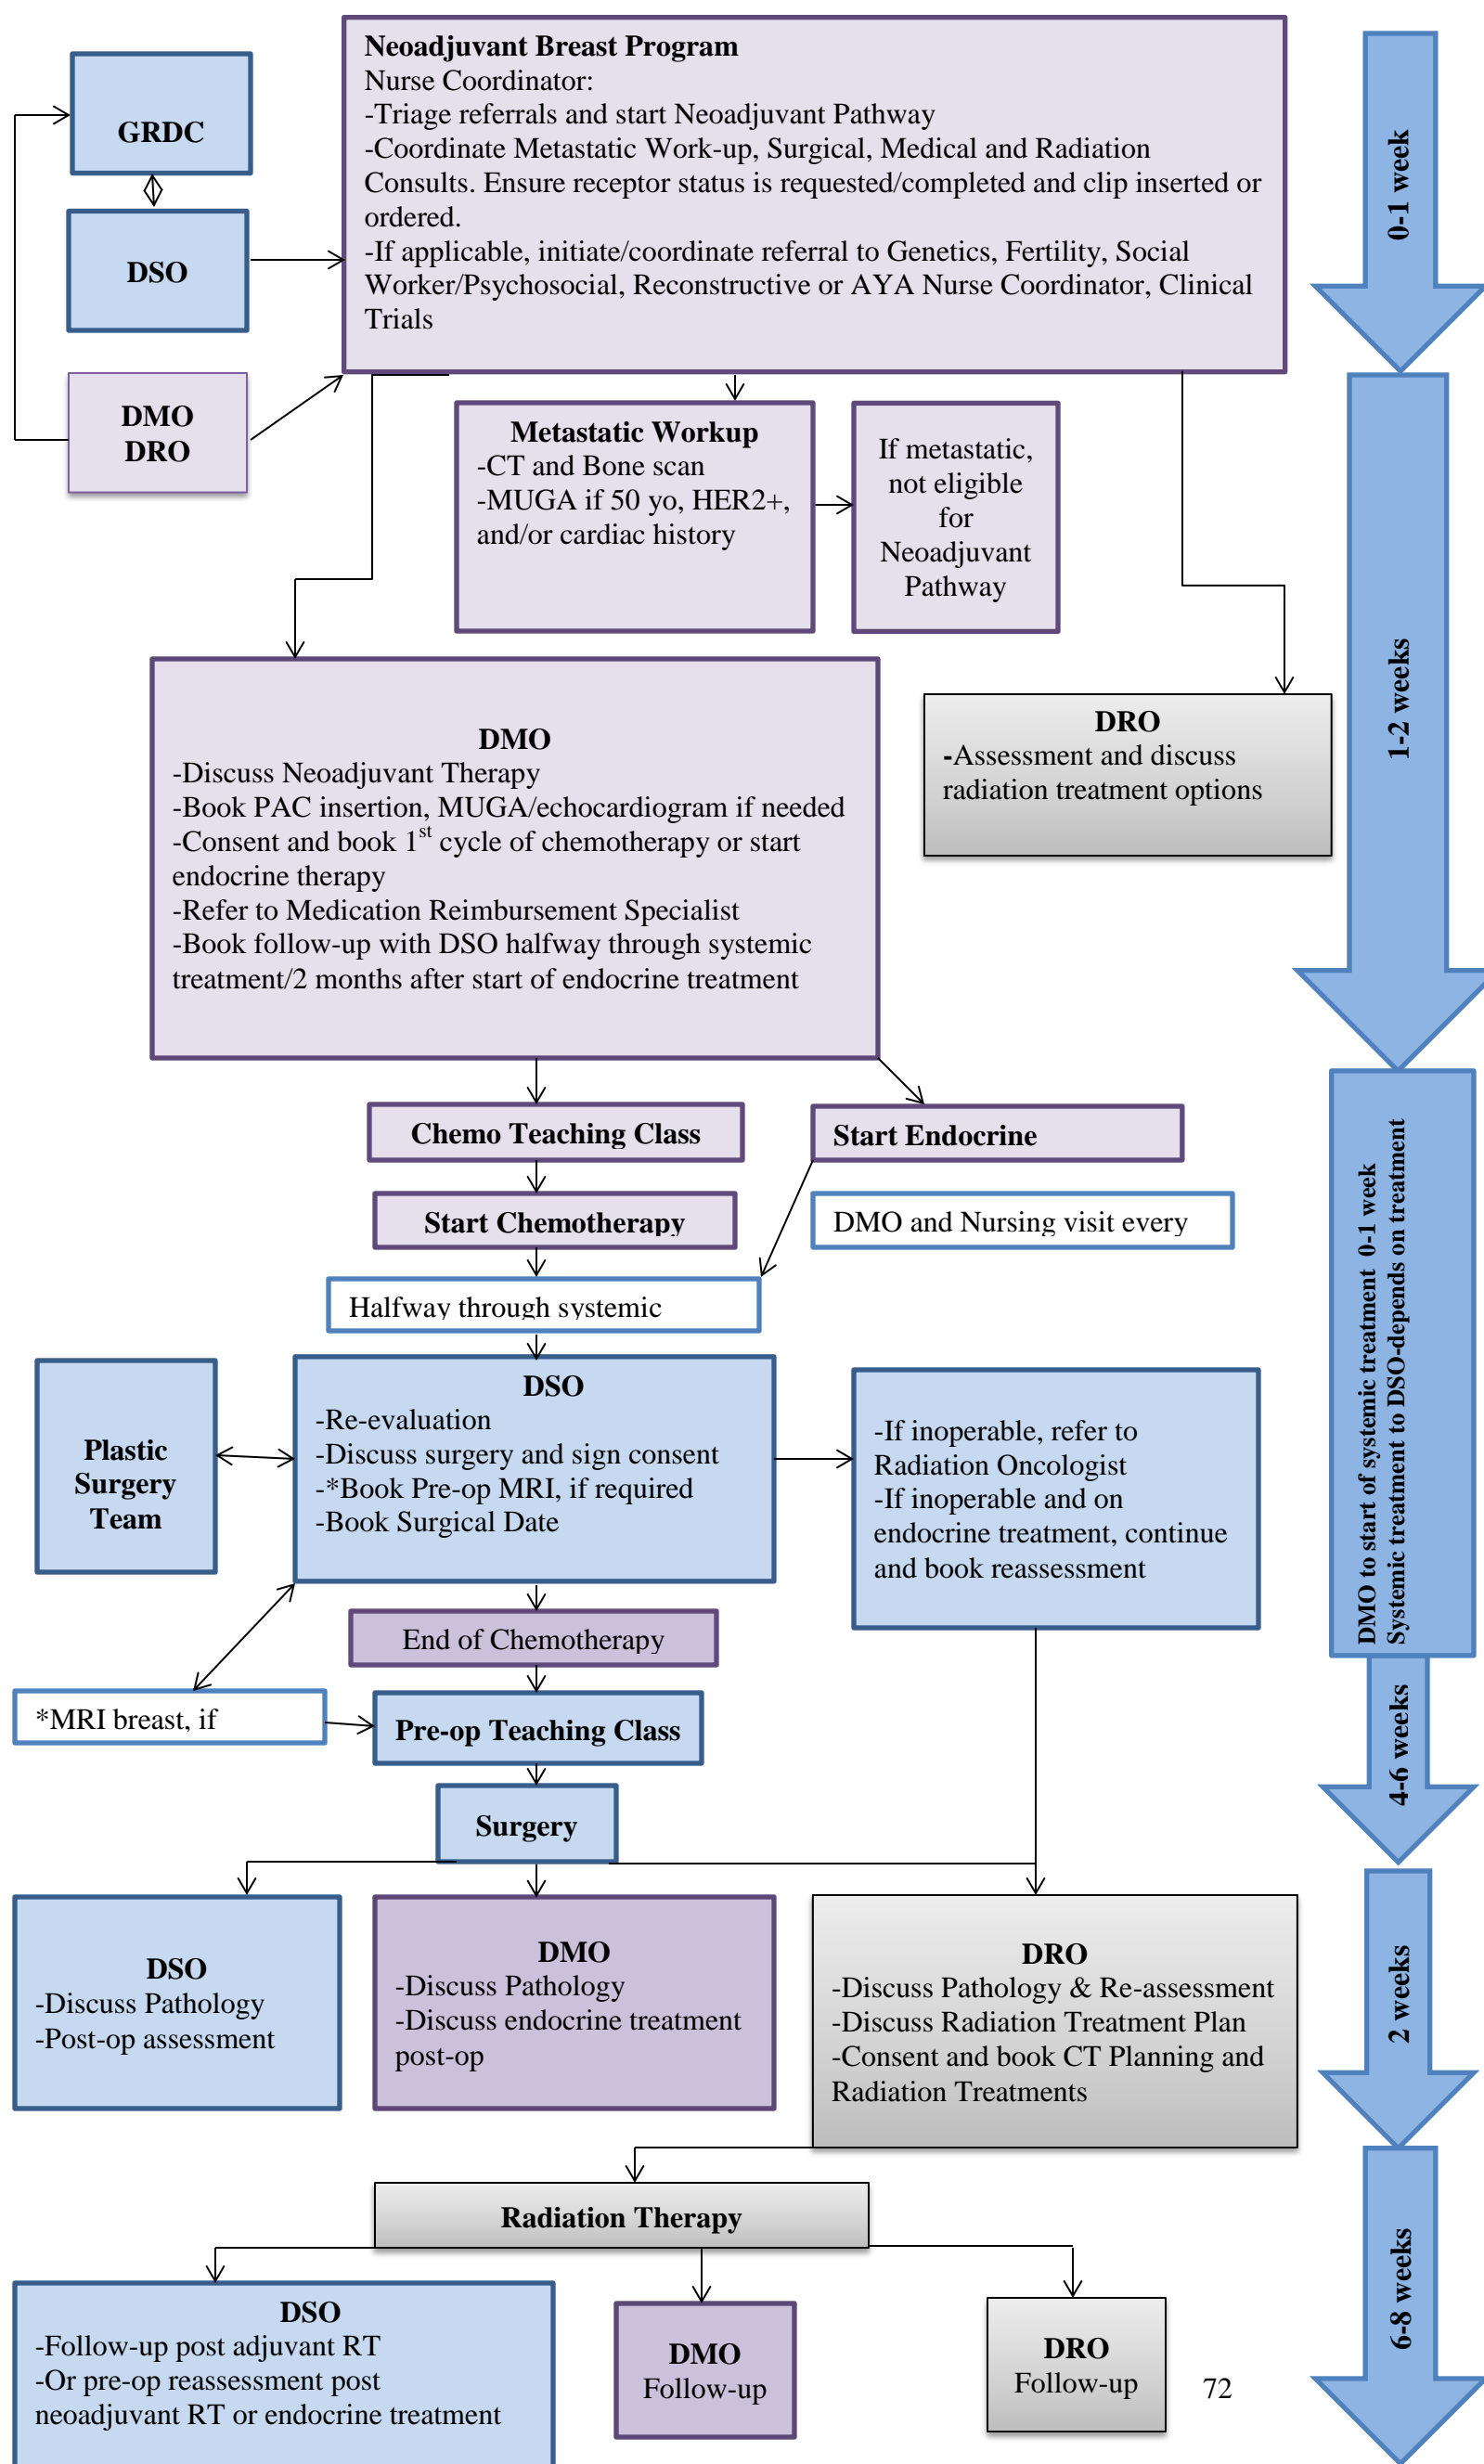 Neoadjuvant Breast Program
Nurse Coordinator:
-Triage referrals and start Neoadjuvant Pathway
-Coordinate Metastatic Work-up, Surgical, Medical and Radiation
Consults. Ensure receptor status is requested/completed and clip inserted or
ordered.
-If applicable, initiate/coordinate referral to Genetics, Fertility, Social
Worker/Psychosocial, Reconstructive or AYA Nurse Coordinator, Clinical
Trials
GRDC
DSO
DMO
DRO
0-1 week
Metastatic Workup
-CT and Bone scan
-MUGA if 50 yo, HER2+,
and/or cardiac history
If metastatic,
not eligible
for
Neoadjuvant
Pathway
1-2 weeks
DMO
-Discuss Neoadjuvant Therapy
-Book PAC insertion, MUGA/echocardiogram if needed
-Consent and book 1st cycle of chemotherapy or start
endocrine therapy
-Refer to Medication Reimbursement Specialist
-Book follow-up with DSO halfway through systemic
treatment/2 months after start of endocrine treatment
DRO
-Assessment and discuss
radiation treatment options
Chemo Teaching Class
Start Endocrine
Start Chemotherapy
DMO and Nursing visit every
Halfway through systemic
DMO to start of systemic treatment 0-1 week
Systemic treatment to DSO-depends on treatment
Plastic
Surgery
Team
DSO
-Re-evaluation
-Discuss surgery and sign consent
-*Book Pre-op MRI, if required
-Book Surgical Date
-If inoperable, refer to
Radiation Oncologist
-If inoperable and on
endocrine treatment, continue
and book reassessment
End of Chemotherapy
*MRI breast, if
Pre-op Teaching Class
4-6 weeks
Surgery
DSO
-Discuss Pathology
-Post-op assessment
DMO
-Discuss Pathology
-Discuss endocrine treatment
post-op
DRO
-Discuss Pathology & Re-assessment
-Discuss Radiation Treatment Plan
-Consent and book CT Planning and
Radiation Treatments
2 weeks
Radiation Therapy
DSO
-Follow-up post adjuvant RT
-Or pre-op reassessment post
neoadjuvant RT or endocrine treatment
DMO
Follow-up
DRO
Follow-up
72
6-8 weeks